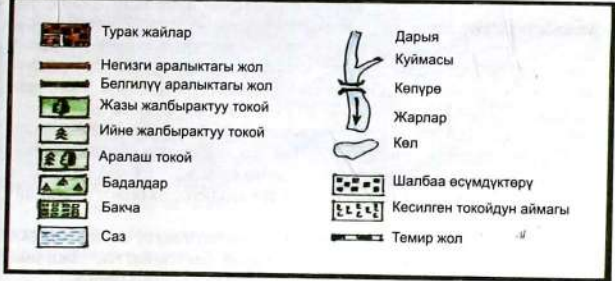 Турак жайлар
Негизги аралыктагы жол
Белгилүү аралыктагы жол
Жазы жалбырактуу токой
Ийне жалбырактуу токой
Аралаш токой
Бадалдар
Бакча
Саз
Дарыя
Куймасы
Көпүрө
Жарлар
Көл
Шалбаа өсүмдүктөрү
Кесилген токойдун аймагы
Темир жол